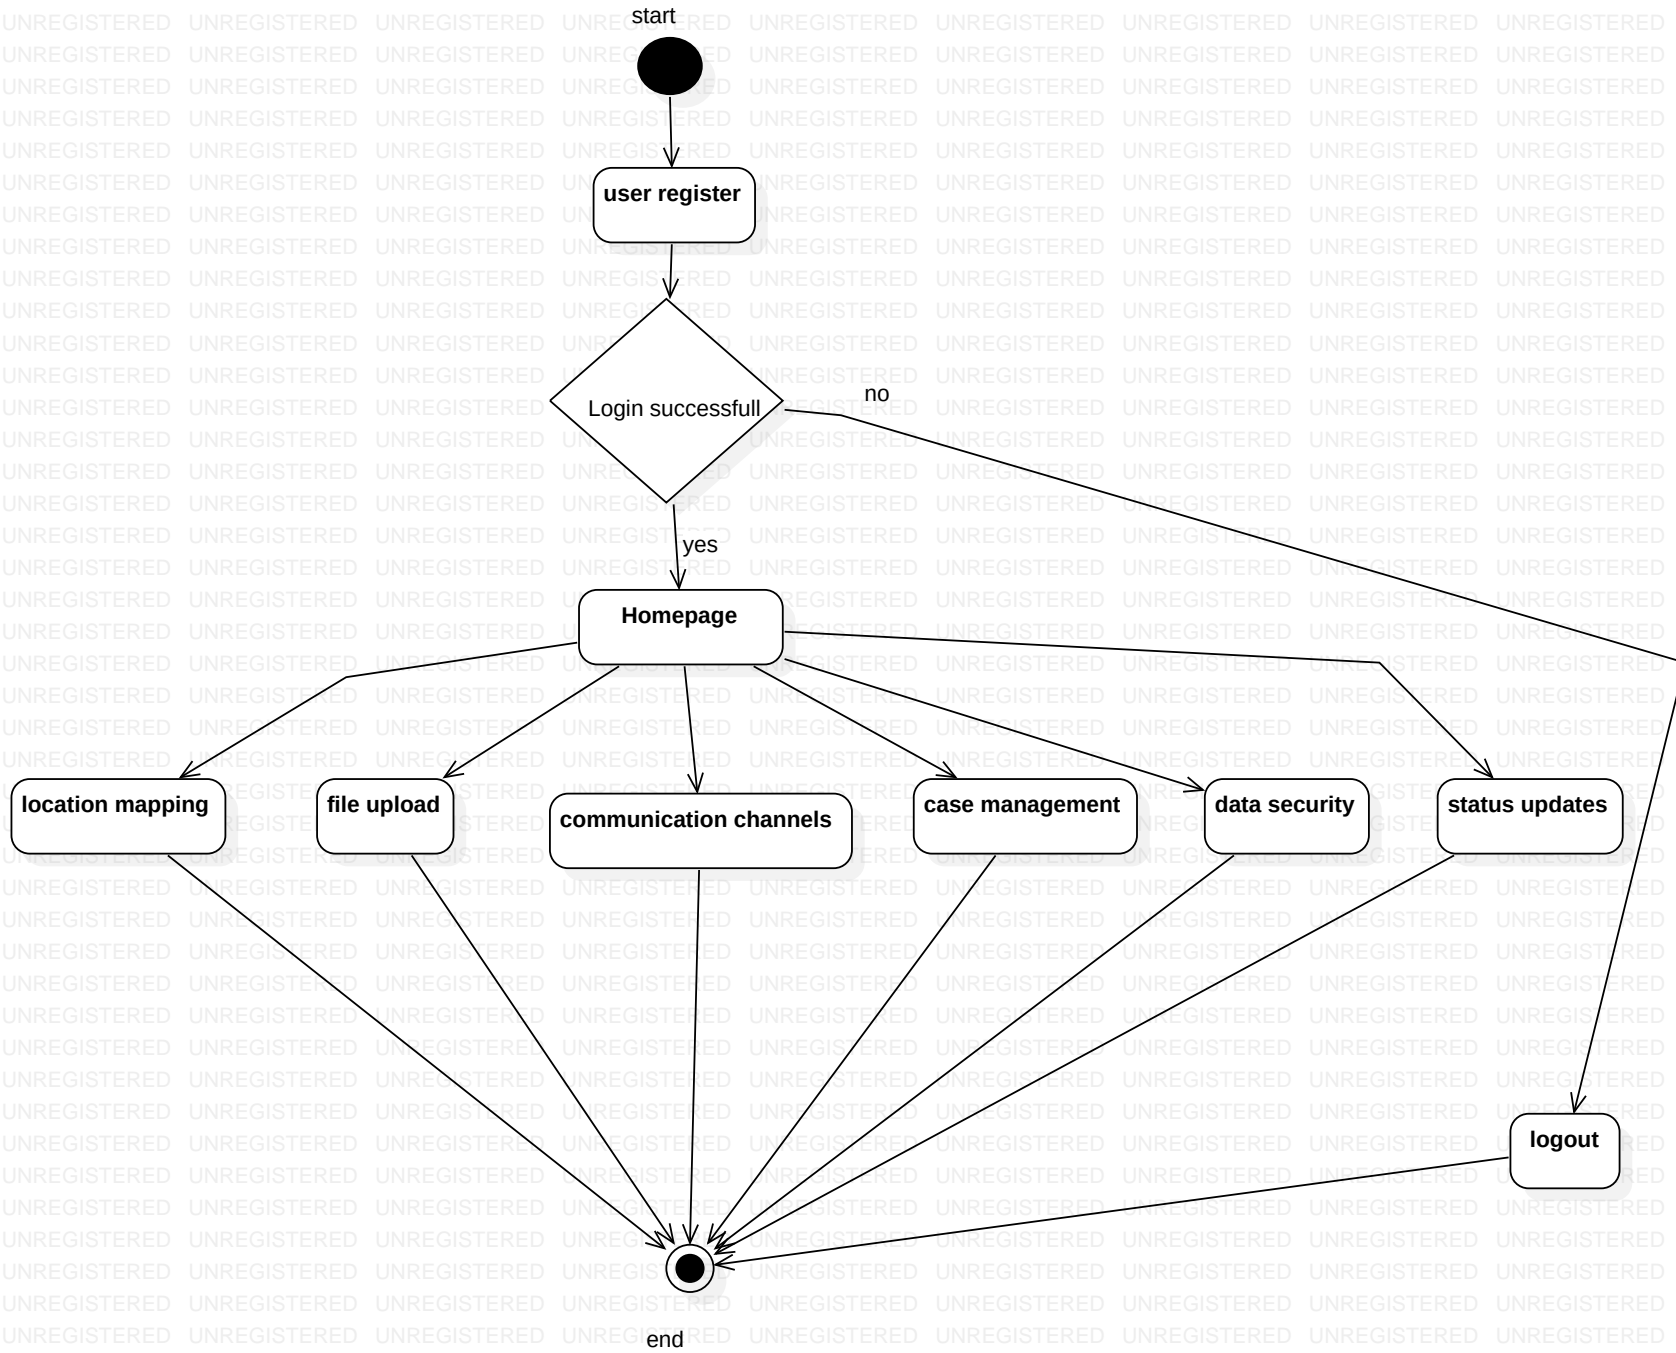 start
user register
Login successfull
no
yes
Homepage
location mapping
file upload
communication channels
case management
data security
status updates
logout
end
UNREGISTERED